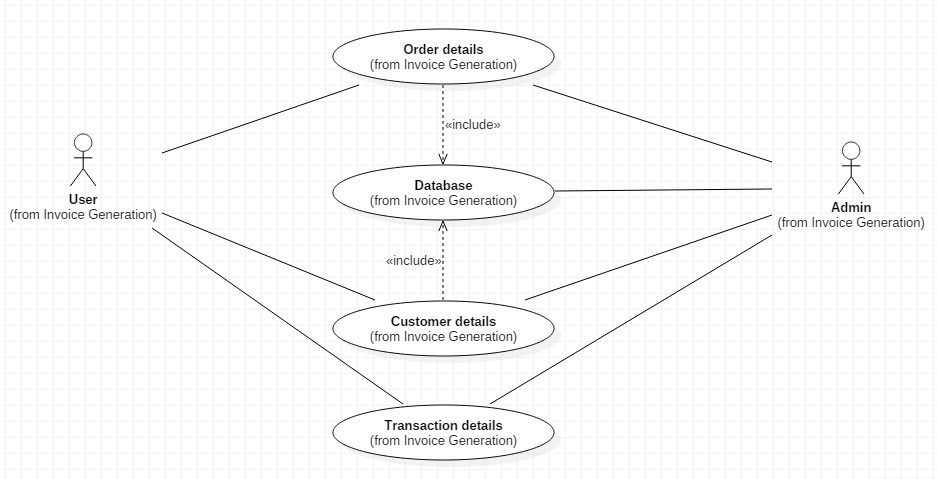 Order details
(from Invoice Generation)
«include»
Database
(from Invoice Generation)
User
(from Invoice Generation)
Admin
(from Invoice Generation)
«include»
Customer details
(from Invoice Generation)
Transaction details
(from Invoice Generation)